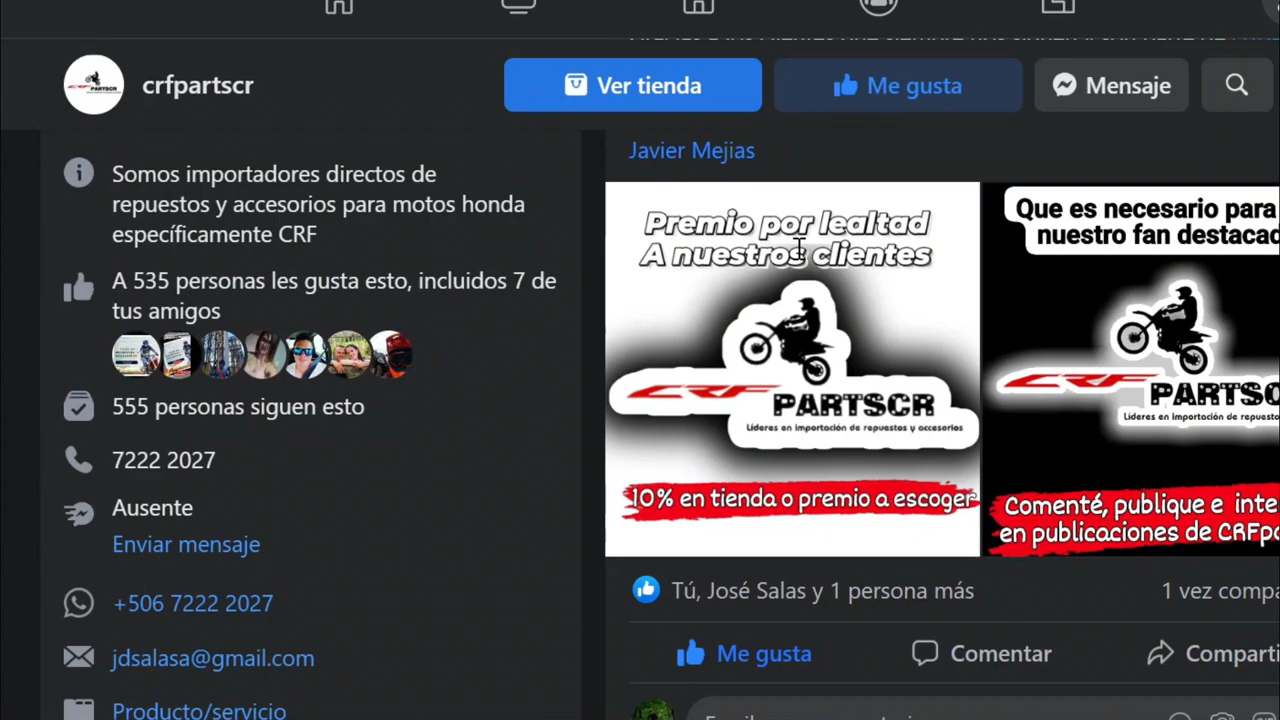 crfpartscr
Ver tienda
Me gusta
Mensaje
Somos importadores directos de
repuestos y accesorios para motos honda
específicamente CRF
A 535 personas les gusta esto, incluidos 7 de
tus amigos
555 personas siguen esto
7222 2027
Ausente
Enviar mensaje
+506 7222 2027
jdsalasa@gmail.com
Producto/servicio
Javier Mejias
Premio por lealtad
A nuestros clientes
CRF
PARTSCR
Líderes en importación de repuestos y accesorios
10% en tienda o premio a escoger
Que es necesario para
nuestro fan destacad
CRF
PARTSC
Líderes en importación de repues
Comenté, publique e inte
en publicaciones de CRFpa
Tú, José Salas y 1 persona más
1 vez compa
Me gusta
Comentar
Comparti